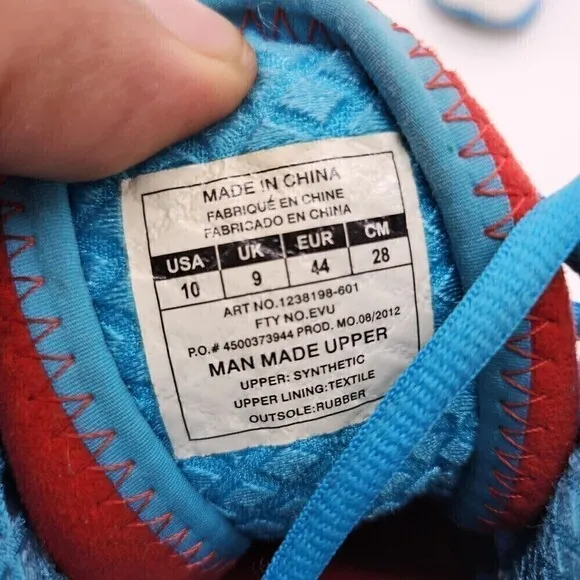 MADE IN CHINA
FABRIQUÉ EN CHINE
FABRICADO EN CHINA
USA UK EUR CM
10 9 44 28
ART NO.1238198-601
FTY NO.EVU
P.O.# 4500373944 PROD. MO.08/2012
MAN MADE UPPER
UPPER: SYNTHETIC
UPPER LINING:TEXTILE
OUTSOLE:RUBBER